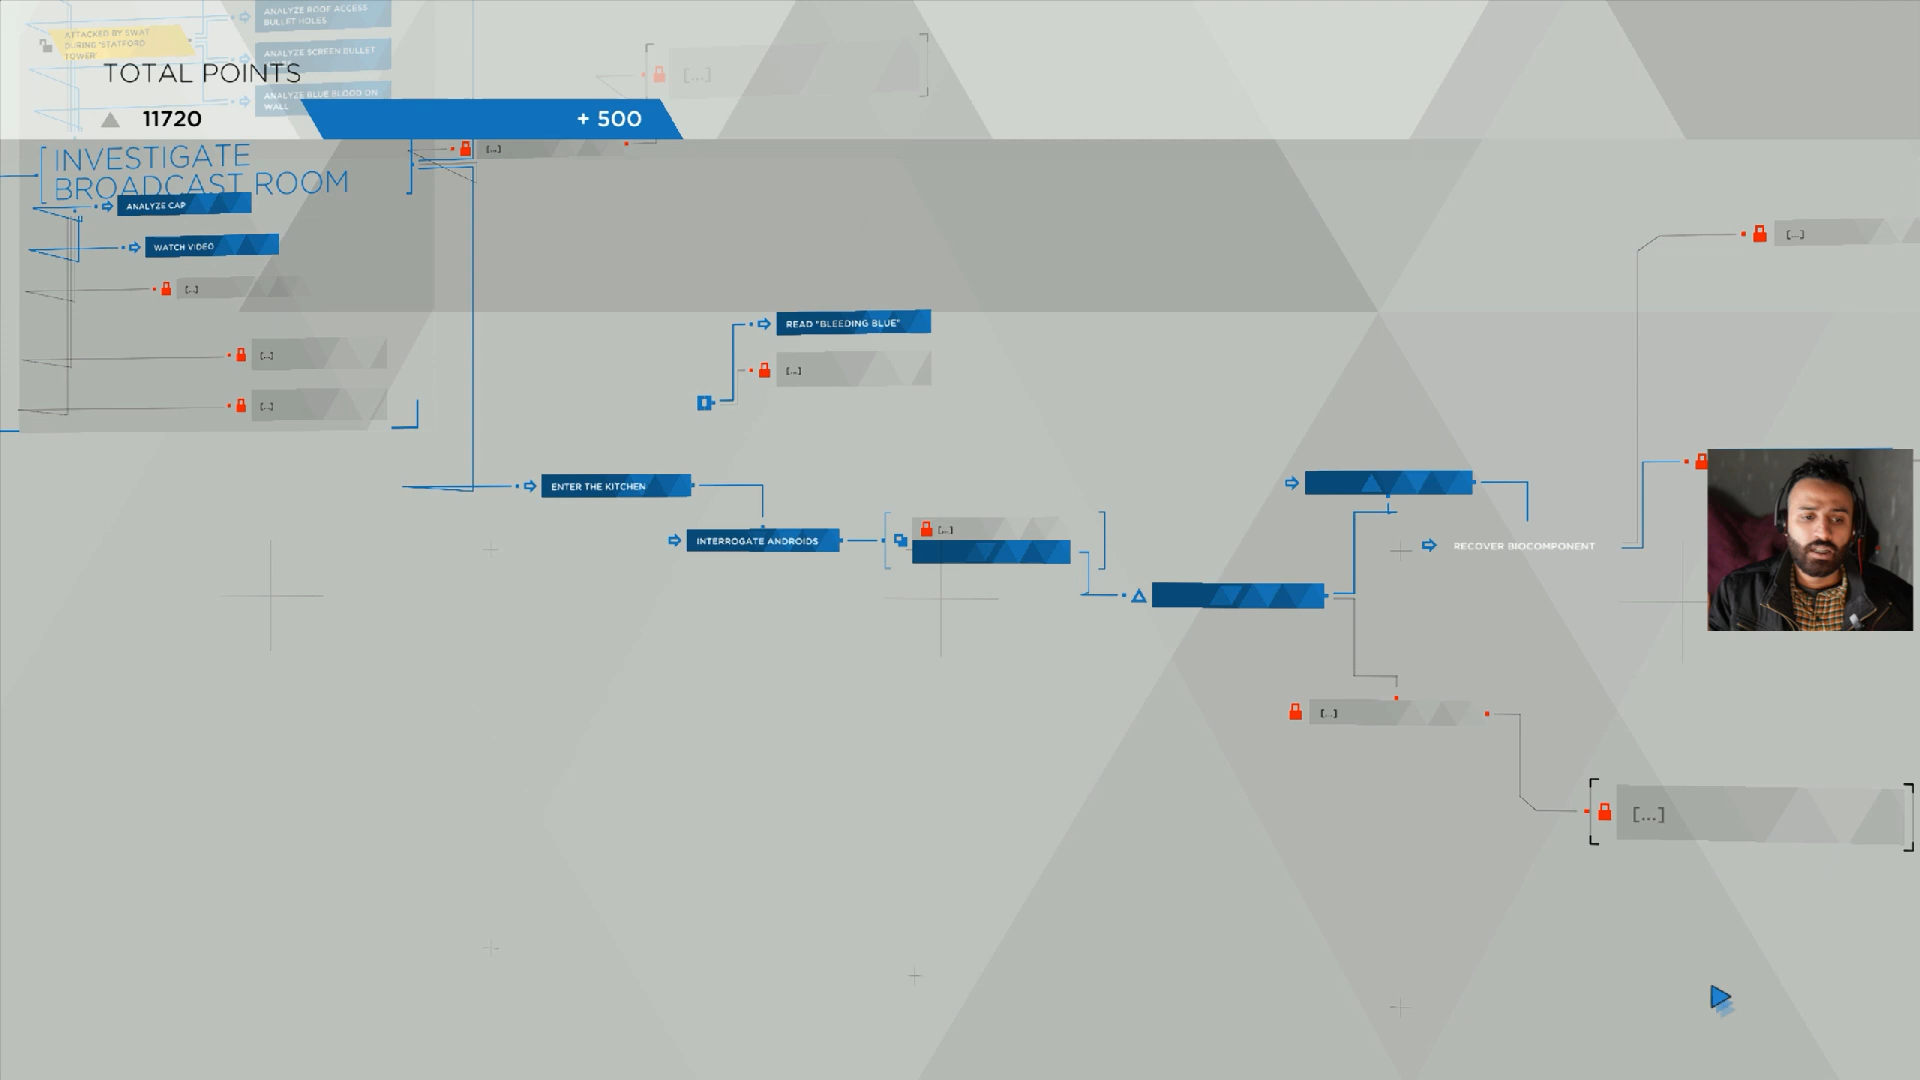 ANALYZE ROOF ACCESS
BULLET HOLES
ATTACKED BY SWAT
DURING "STATFORD
TOWER"
ANALYZE SCREEN BULLET
TOTAL POINTS
ANALYZE BLUE BLOOD ON
WALL
11720
+ 500
[...]
[...]
INVESTIGATE
BROADCAST ROOM
ANALYZE CAP
WATCH VIDEO
[...]
[...]
[...]
READ "BLEEDING BLUE"
[...]
[...]
ENTER THE KITCHEN
INTERROGATE ANDROIDS
[...]
RECOVER BIOCOMPONENT
[...]
[...]